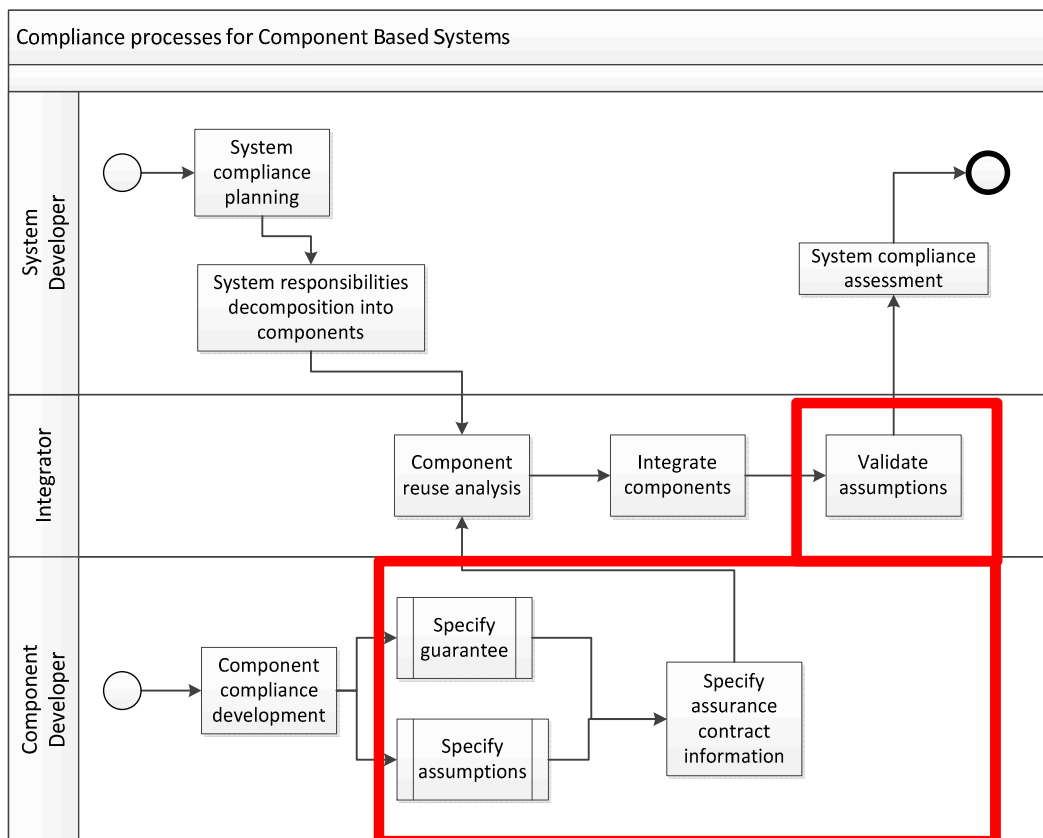 Compliance processes for Component Based Systems
System
Developer
System
compliance
planning
System responsibilities
decomposition into
components
System compliance
assessment
Integrator
Component
reuse analysis
Integrate
components
Validate
assumptions
Component
Developer
Component
compliance
development
Specify
guarantee
Specify
assumptions
Specify
assurance
contract
information